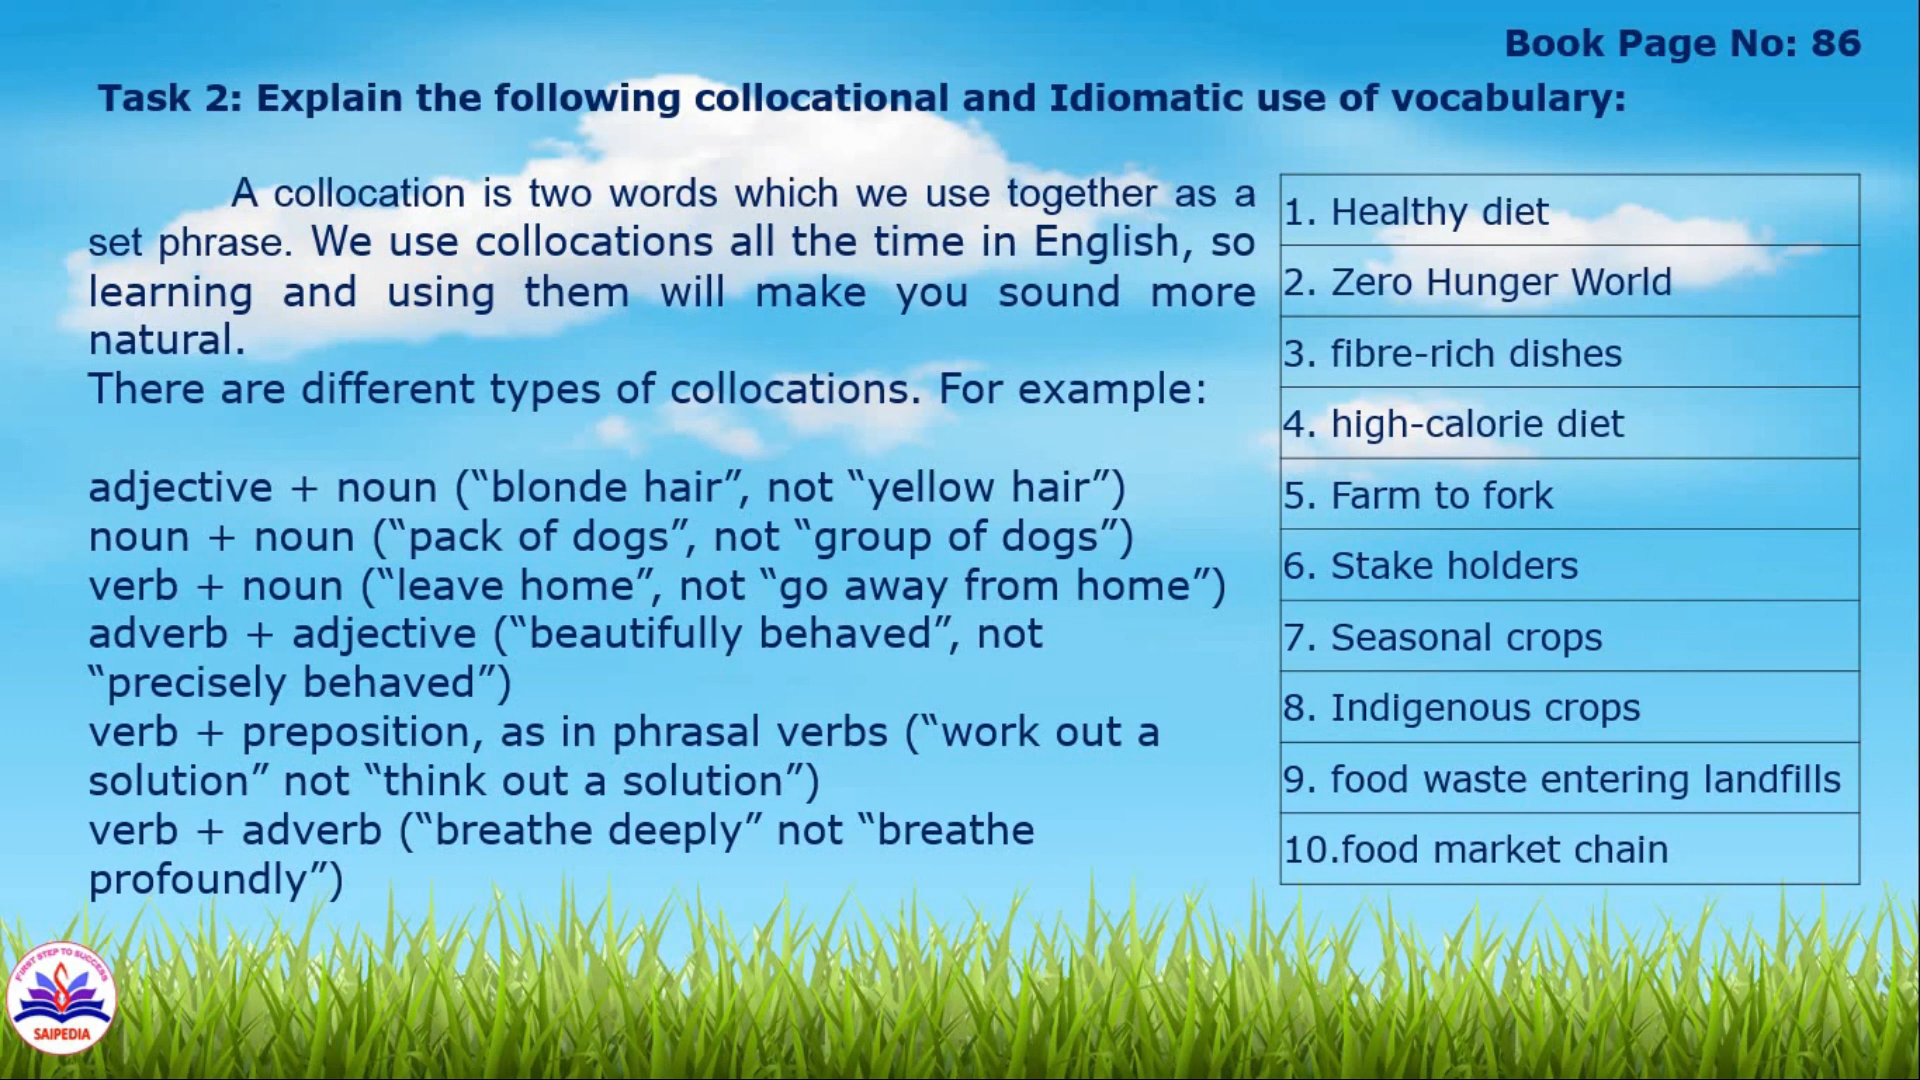 Book Page No: 86
Task 2: Explain the following collocational and Idiomatic use of vocabulary:
A collocation is two words which we use together as a
set phrase. We use collocations all the time in English, so
learning and using them will make you sound more
natural.
There are different types of collocations. For example:
adjective + noun (“blonde hair”, not “yellow hair”)
noun + noun (“pack of dogs”, not “group of dogs”)
verb + noun (“leave home”, not “go away from home”)
adverb + adjective (“beautifully behaved”, not
“precisely behaved”)
verb + preposition, as in phrasal verbs (“work out a
solution” not “think out a solution”)
verb + adverb (“breathe deeply” not “breathe
profoundly”)
1. Healthy diet
2. Zero Hunger World
3. fibre-rich dishes
4. high-calorie diet
5. Farm to fork
6. Stake holders
7. Seasonal crops
8. Indigenous crops
9. food waste entering landfills
10.food market chain
FIRST STEP TO SUCCESS
SAIPEDIA